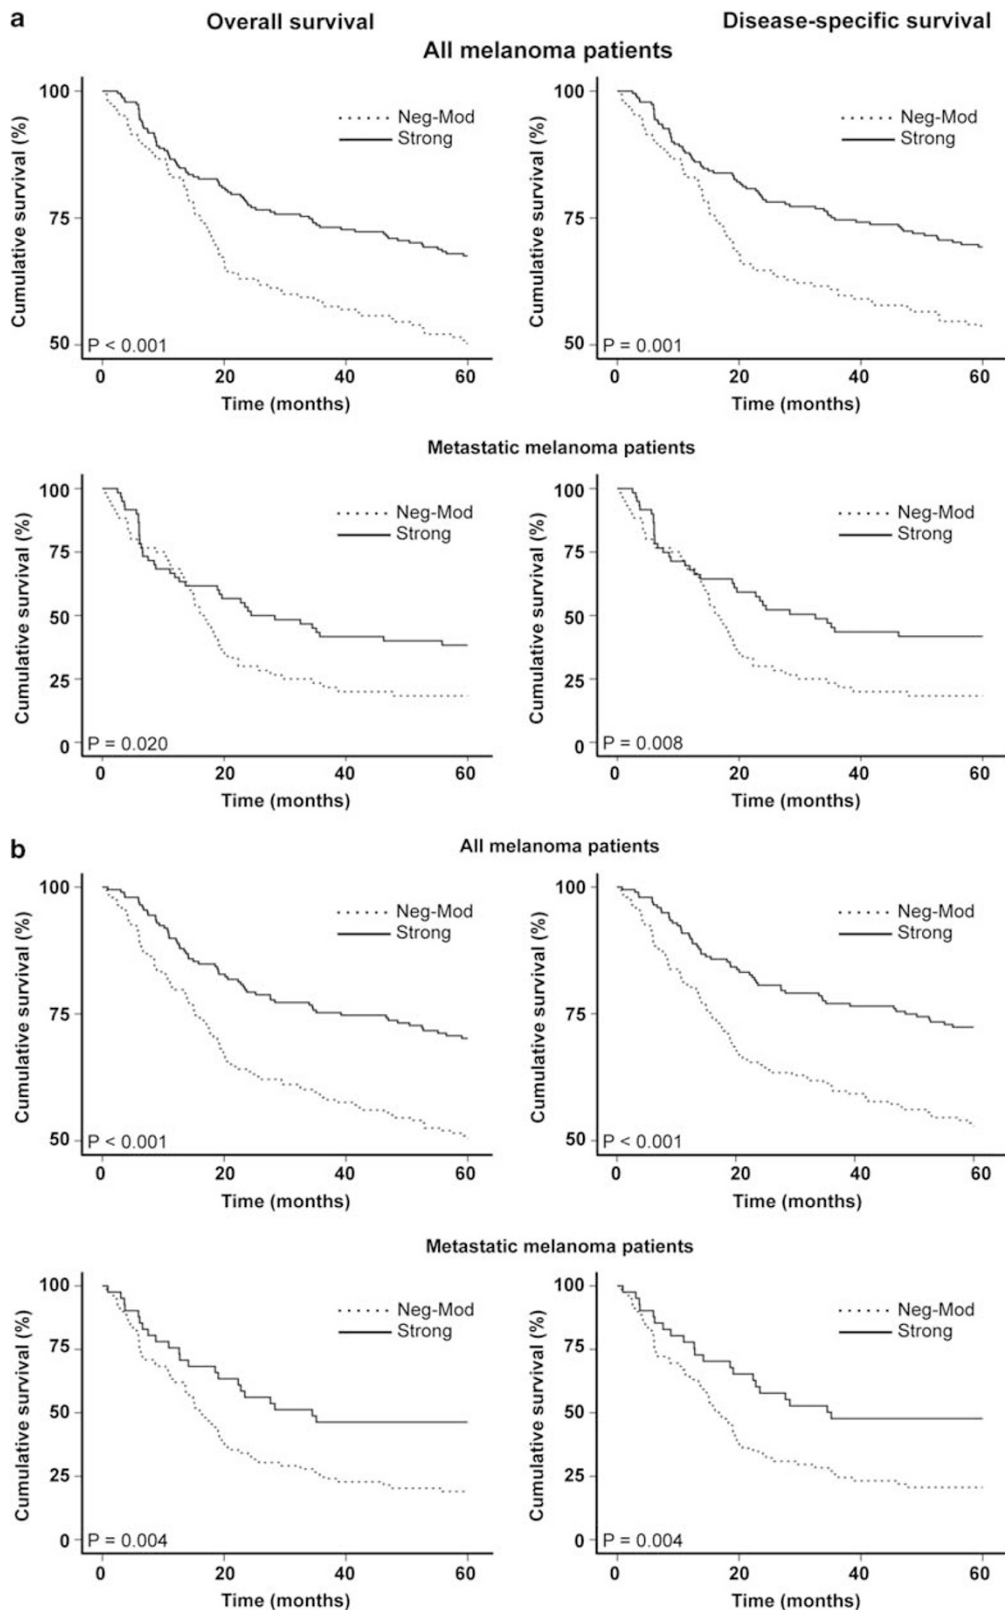 a
Overall survival
Disease-specific survival
All melanoma patients
Cumulative survival (%)
100
75
50
Neg-Mod
Strong
P < 0.001
0 20 40 60
Time (months)
Cumulative survival (%)
100
75
50
Neg-Mod
Strong
P = 0.001
0 20 40 60
Time (months)
Metastatic melanoma patients
Cumulative survival (%)
100
75
50
25
0
Neg-Mod
Strong
P = 0.020
0 20 40 60
Time (months)
Cumulative survival (%)
100
75
50
25
0
Neg-Mod
Strong
P = 0.008
0 20 40 60
Time (months)
b
All melanoma patients
Cumulative survival (%)
100
75
50
Neg-Mod
Strong
P < 0.001
0 20 40 60
Time (months)
Cumulative survival (%)
100
75
50
Neg-Mod
Strong
P < 0.001
0 20 40 60
Time (months)
Metastatic melanoma patients
Cumulative survival (%)
100
75
50
25
0
Neg-Mod
Strong
P = 0.004
0 20 40 60
Time (months)
Cumulative survival (%)
100
75
50
25
0
Neg-Mod
Strong
P = 0.004
0 20 40 60
Time (months)